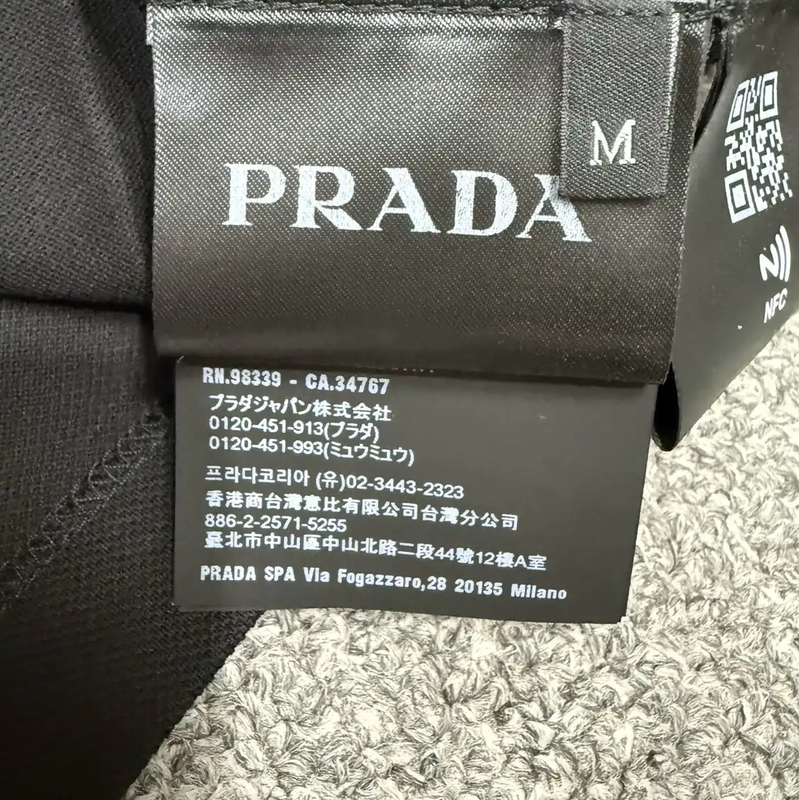 PRADA
M
NFC
RN.98339 - CA.34767
プラダジャパン株式会社
0120-451-913(プラダ)
0120-451-993(ミュウミュウ)
프라다코리아 (유)02-3443-2323
香港商台灣意比有限公司台灣分公司
886-2-2571-5255
臺北市中山區中山北路二段44號12樓A室
PRADA SPA Via Fogazzaro,28 20135 Milano